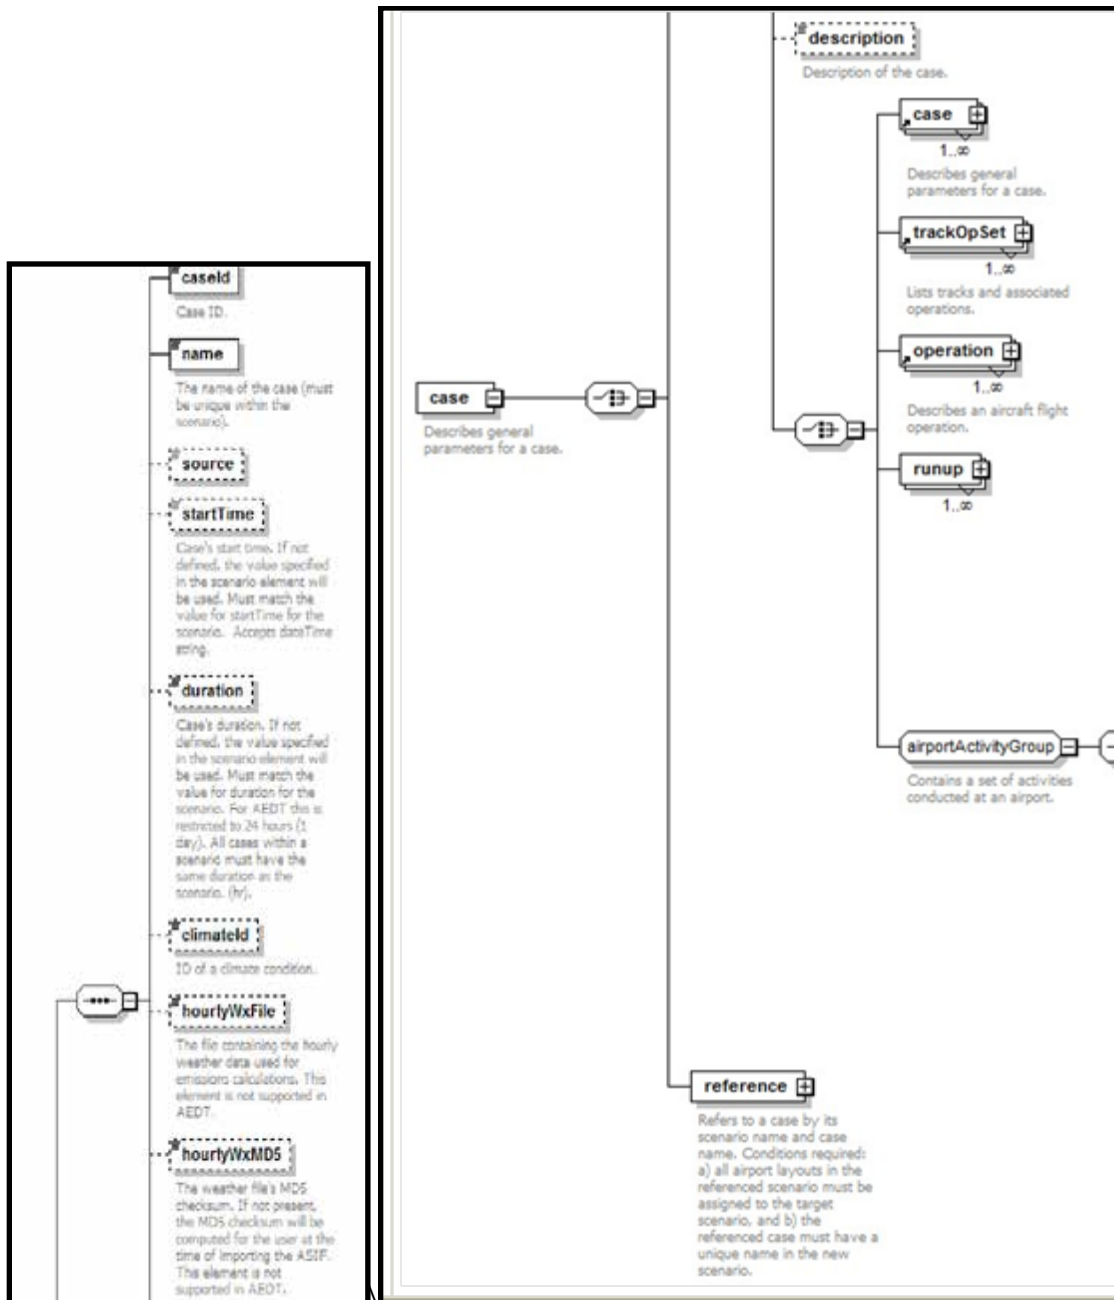 caseId
Case ID.
name
The name of the case (must
be unique within the
scenario).
source
startTime
Case's start time. If not
defined, the value specified
in the scenario element will
be used. Must match the
value for startTime for the
scenario. Accepts dateTime
string.
duration
Case's duration. If not
defined, the value specified
in the scenario element will
be used. Must match the
value for duration for the
scenario. For AEDT this is
restricted to 24 hours (1
day). All cases within a
scenario must have the
same duration as the
scenario. (hr).
climateId
ID of a climate condition.
hourlyWxFile
The file containing the hourly
weather data used for
emissions calculations. This
element is not supported in
AEDT.
hourlyWxMD5
The weather file's MD5
checksum. If not present,
the MD5 checksum will be
computed for the user at the
time of importing the ASIF.
This element is not
supported in AEDT.
case
Describes general
parameters for a case.
description
Description of the case.
case
1..∞
Describes general
parameters for a case.
trackOpSet
1..∞
Lists tracks and associated
operations.
operation
1..∞
Describes an aircraft flight
operation.
runup
1..∞
airportActivityGroup
Contains a set of activities
conducted at an airport.
reference
Refers to a case by its
scenario name and case
name. Conditions required:
a) all airport layouts in the
referenced scenario must be
assigned to the target
scenario, and b) the
referenced case must have a
unique name in the new
scenario.